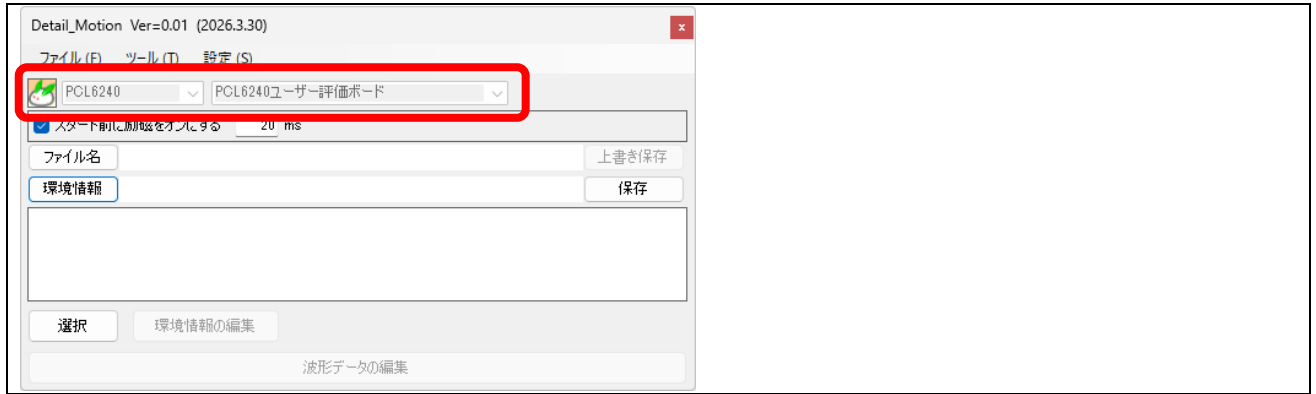 Detail_Motion Ver=0.01 (2026.3.30)
x
ファイル (F) ツール (T) 設定 (S)
PCL6240 PCL6240ユーザー評価ボード
スタート前に励磁をオンにする 20 ms
ファイル名 上書き保存
環境情報 保存
選択 環境情報の編集
波形データの編集